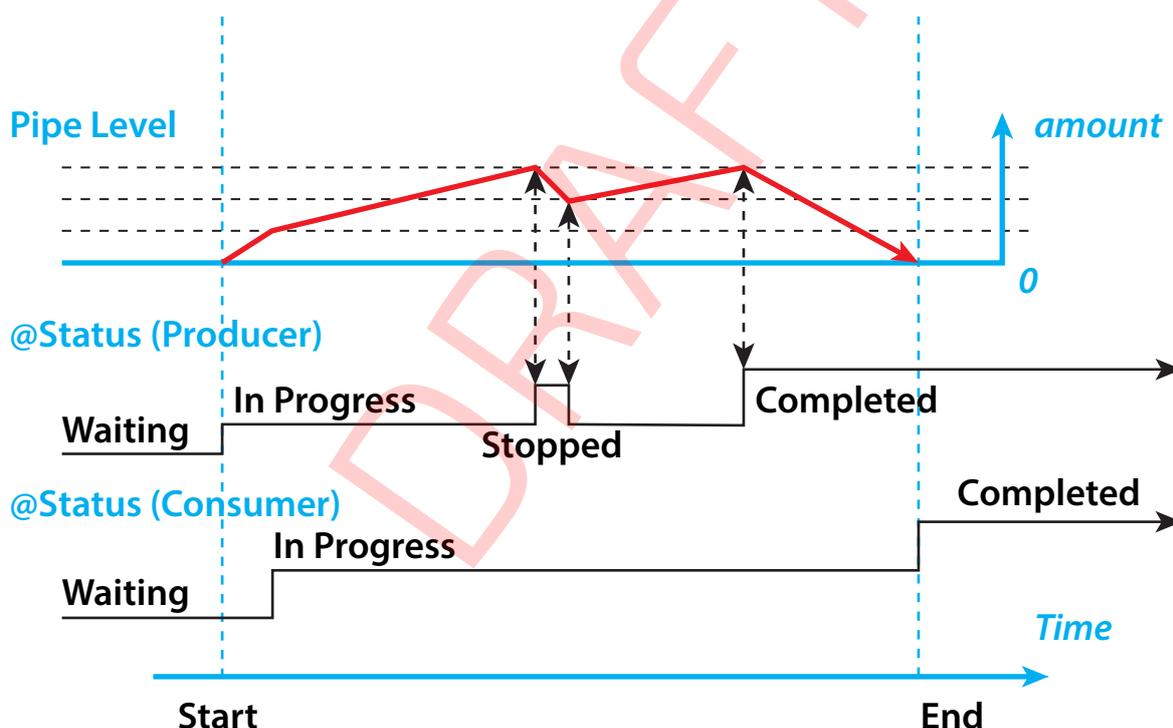 Pipe Level
amount
0
@Status (Producer)
In Progress
Completed
Waiting
Stopped
@Status (Consumer)
Completed
In Progress
Waiting
Time
Start
End
DRAFT